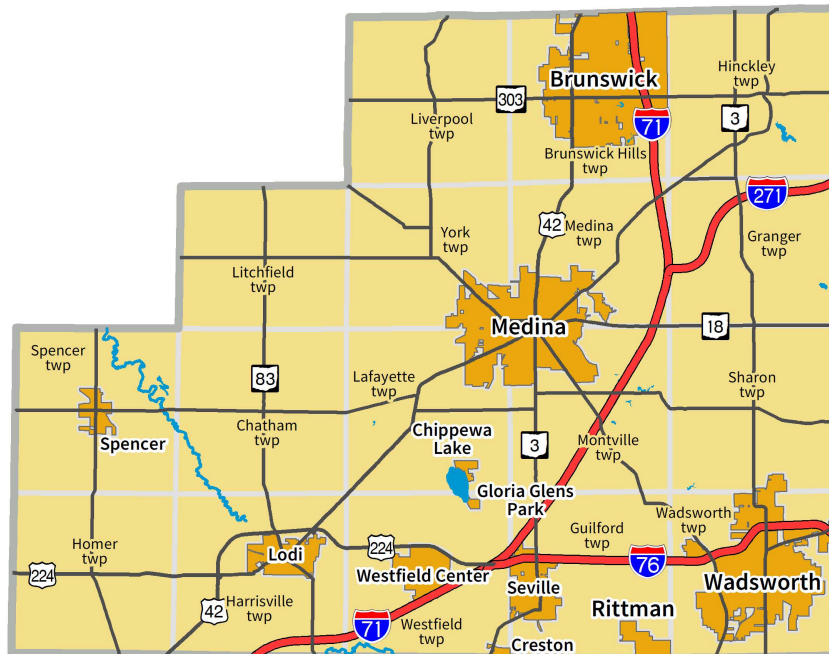 Brunswick
Hinckley
twp
303
3
71
Liverpool
twp
Brunswick Hills
twp
271
42
Medina
twp
York
twp
Granger
twp
Litchfield
twp
Medina
18
Spencer
twp
83
Lafayette
twp
Sharon
twp
Chatham
twp
Chippewa
Lake
3
Montville
twp
Spencer
Gloria Glens
Park
Wadsworth
twp
Guilford
twp
Homer
twp
Lodi
224
76
224
Westfield Center
Seville
Wadsworth
42
Harrisville
twp
Rittman
71
Westfield
twp
Creston